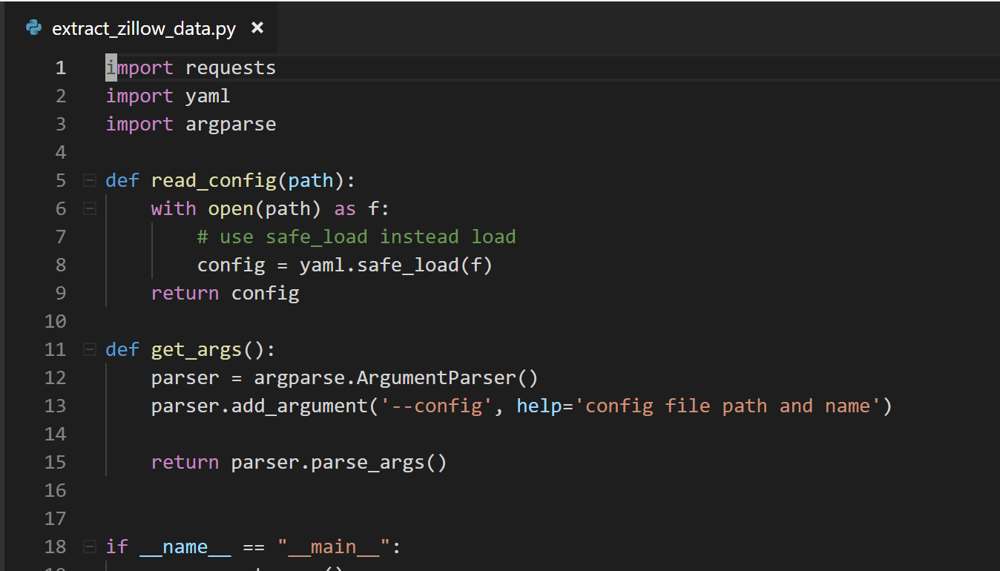 extract_zillow_data.py ×
1 import requests
2 import yaml
3 import argparse
4
5 def read_config(path):
6     with open(path) as f:
7         # use safe_load instead load
8         config = yaml.safe_load(f)
9     return config
10
11 def get_args():
12     parser = argparse.ArgumentParser()
13     parser.add_argument('--config', help='config file path and name')
14
15     return parser.parse_args()
16
17
18 if __name__ == "__main__":